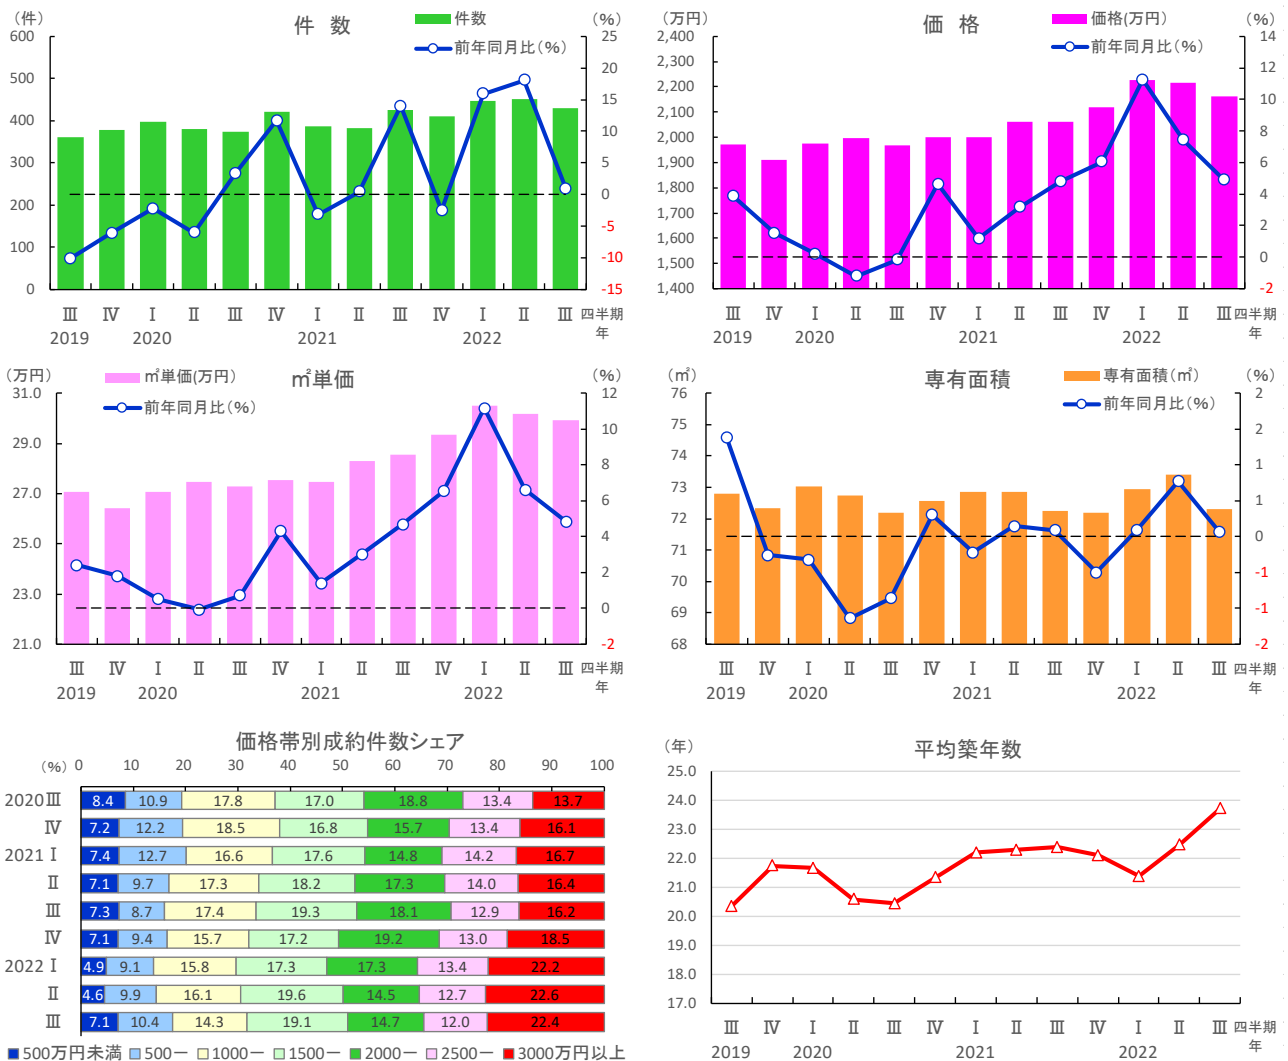 件　数
(件)
(%)
件数
前年同月比(%)
600
500
400
300
200
100
0
25
20
15
10
5
0
-5
-10
-15
Ⅲ Ⅳ Ⅰ Ⅱ Ⅲ Ⅳ Ⅰ Ⅱ Ⅲ Ⅳ Ⅰ Ⅱ Ⅲ 四半期
2019 2020 2021 2022 年
価　格
(万円)
(%)
価格(万円)
前年同月比(%)
2,400
2,300
2,200
2,100
2,000
1,900
1,800
1,700
1,600
1,500
1,400
14
12
10
8
6
4
2
0
-2
Ⅲ Ⅳ Ⅰ Ⅱ Ⅲ Ⅳ Ⅰ Ⅱ Ⅲ Ⅳ Ⅰ Ⅱ Ⅲ 四半期
2019 2020 2021 2022 年
㎡単価
(万円)
(%)
㎡単価(万円)
前年同月比(%)
31.0
29.0
27.0
25.0
23.0
21.0
12
10
8
6
4
2
0
-2
Ⅲ Ⅳ Ⅰ Ⅱ Ⅲ Ⅳ Ⅰ Ⅱ Ⅲ Ⅳ Ⅰ Ⅱ Ⅲ 四半期
2019 2020 2021 2022 年
専有面積
(㎡)
(%)
専有面積(㎡)
前年同月比(%)
76
75
74
73
72
71
70
69
68
2
2
1
1
0
-1
-1
-2
Ⅲ Ⅳ Ⅰ Ⅱ Ⅲ Ⅳ Ⅰ Ⅱ Ⅲ Ⅳ Ⅰ Ⅱ Ⅲ 四半期
2019 2020 2021 2022 年
価格帯別成約件数シェア
(%) 0 10 20 30 40 50 60 70 80 90 100
2020Ⅲ 8.4 10.9 17.8 17.0 18.8 13.4 13.7
Ⅳ 7.2 12.2 18.5 16.8 15.7 13.4 16.1
2021Ⅰ 7.4 12.7 16.6 17.6 14.8 14.2 16.7
Ⅱ 7.1 9.7 17.3 18.2 17.3 14.0 16.4
Ⅲ 7.3 8.7 17.4 19.3 18.1 12.9 16.2
Ⅳ 7.1 9.4 15.7 17.2 19.2 13.0 18.5
2022Ⅰ 4.9 9.1 15.8 17.3 17.3 13.4 22.2
Ⅱ 4.6 9.9 16.1 19.6 14.5 12.7 22.6
Ⅲ 7.1 10.4 14.3 19.1 14.7 12.0 22.4
500万円未満 500ー 1000ー 1500ー 2000ー 2500ー 3000万円以上
平均築年数
(年)
25.0
24.0
23.0
22.0
21.0
20.0
19.0
18.0
17.0
Ⅲ Ⅳ Ⅰ Ⅱ Ⅲ Ⅳ Ⅰ Ⅱ Ⅲ Ⅳ Ⅰ Ⅱ Ⅲ 四半期
2019 2020 2021 2022 年